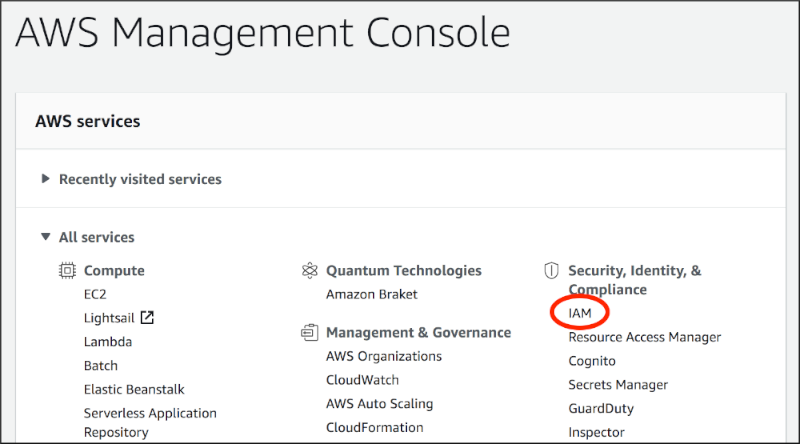 AWS Management Console
AWS services
Recently visited services
All services
Compute
EC2
Lightsail
Lambda
Batch
Elastic Beanstalk
Serverless Application
Repository
Quantum Technologies
Amazon Braket
Management & Governance
AWS Organizations
CloudWatch
AWS Auto Scaling
CloudFormation
Security, Identity, &
Compliance
IAM
Resource Access Manager
Cognito
Secrets Manager
GuardDuty
Inspector